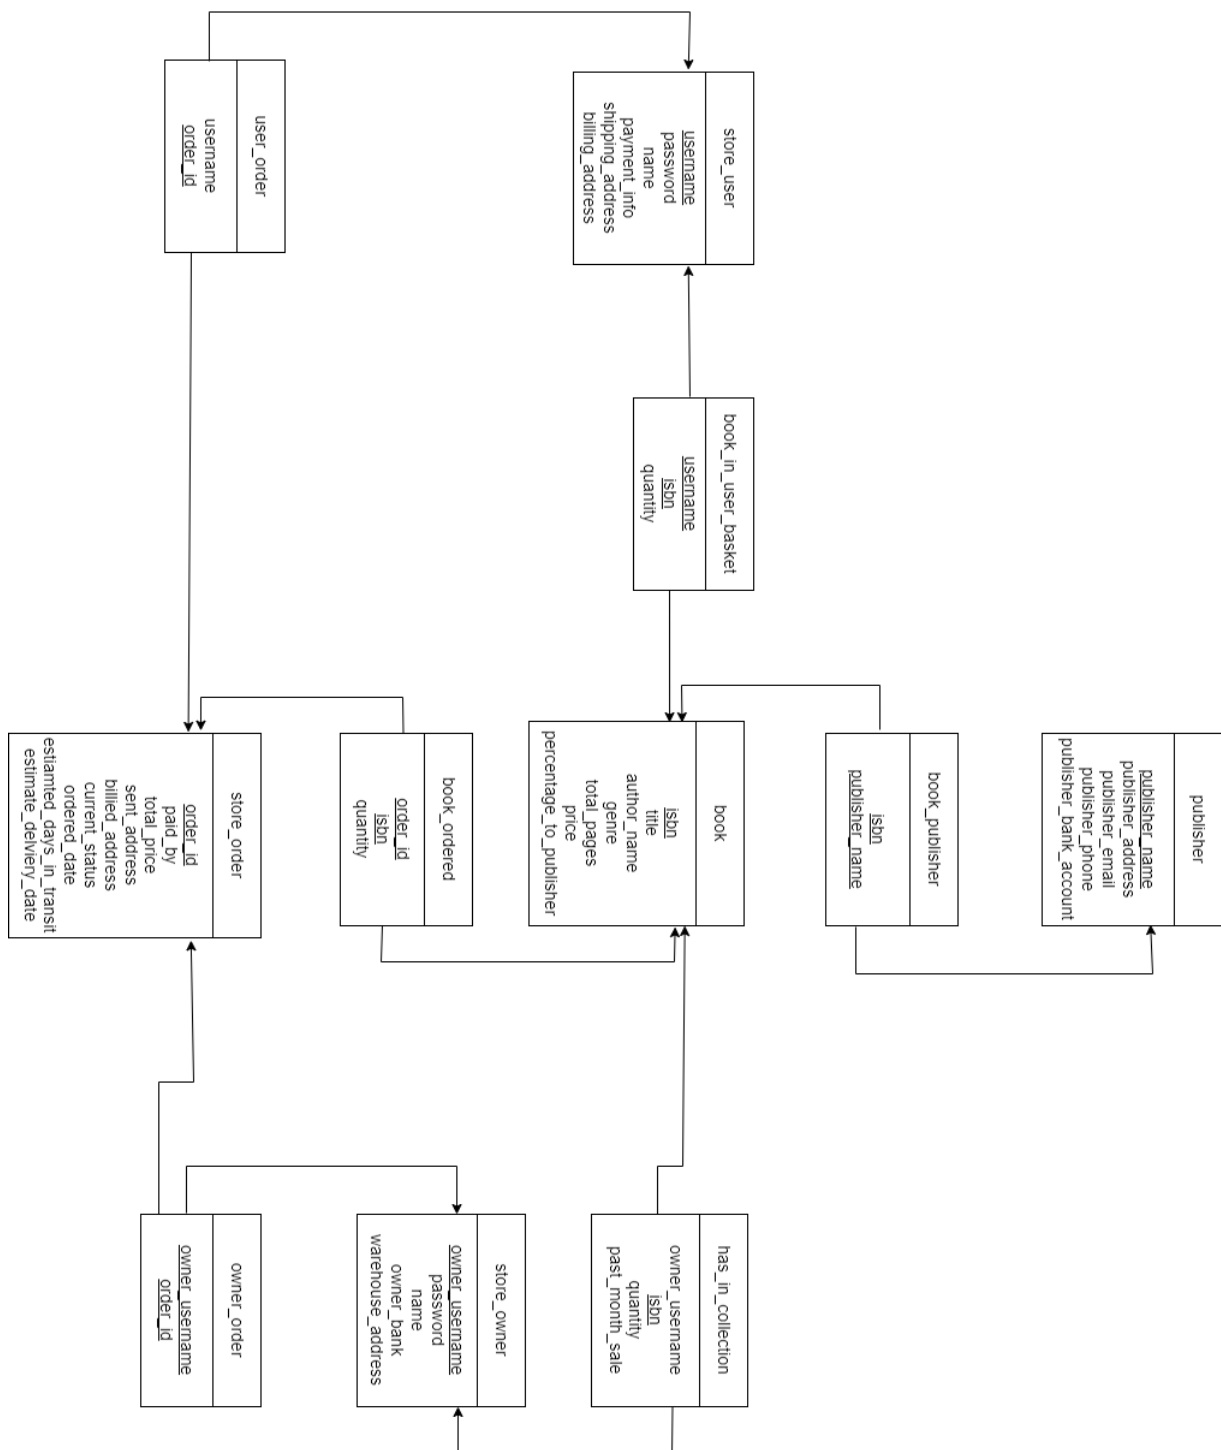 user_order
username
order_id
store_user
username
password
name
payment_info
shipping_address
billing_address
book_in_user_basket
username
isbn
quantity
store_order
order_id
paid_by
total_price
sent_address
billied_address
current_status
ordered_date
estiamted_days_in_transit
estimate_delviery_date
book_ordered
order_id
isbn
quantity
book
isbn
title
author_name
genre
total_pages
price
percentage_to_publisher
book_publisher
isbn
publisher_name
publisher
publisher_name
publisher_address
publisher_email
publisher_phone
publisher_bank_account
owner_order
owner_username
order_id
store_owner
owner_username
password
name
owner_bank
warehouse_address
has_in_collection
owner_username
isbn
quantity
past_month_sale